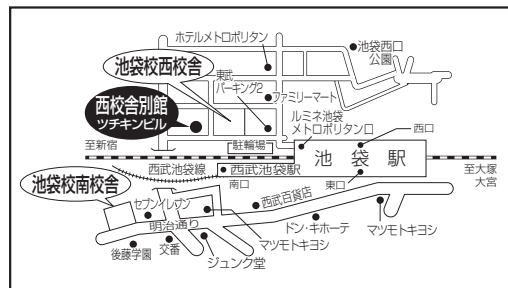 ホテルメトロポリタン
池袋西口
公園
池袋校西校舎
東武
パーキング2
ファミリーマート
西校舎別館
ツチキンビル
ルミネ池袋
メトロポリタン口
西口
至新宿
駐輪場
池袋駅
西武池袋線
西武池袋駅
至大塚
大宮
南口
東口
池袋校南校舎
セブンイレブン
西武百貨店
明治通り
マツモトキヨシ
ドン・キホーテ
マツモトキヨシ
後藤学園
交番
ジュンク堂